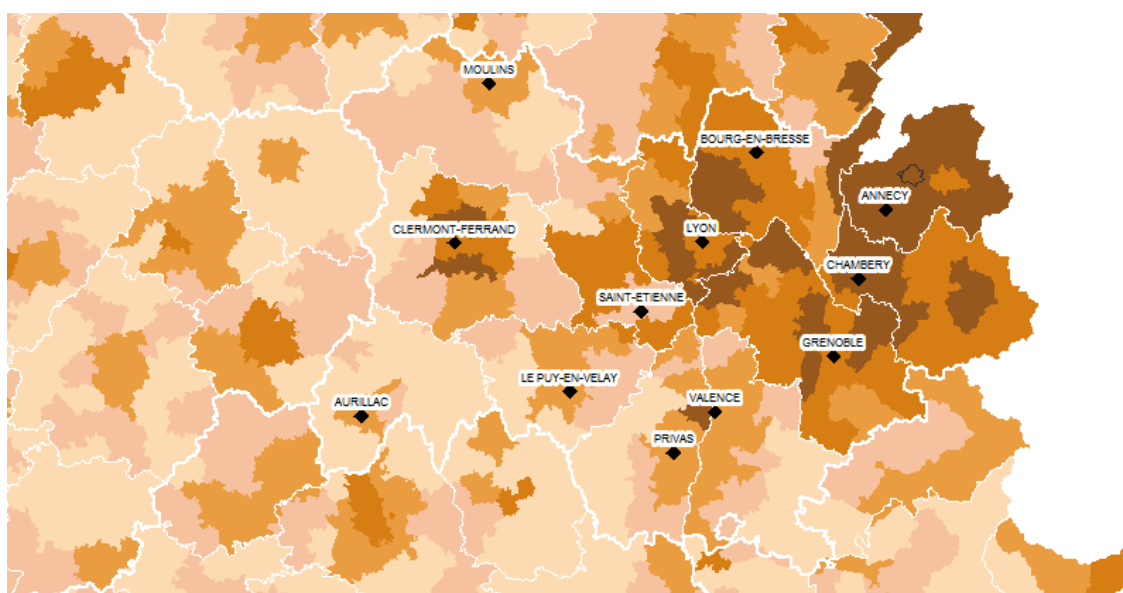 MOULINS
BOURG-EN-BRESSE
ANNECY
CLERMONT-FERRAND
LYON
CHAMBERY
SAINT-ETIENNE
GRENOBLE
LE PUY-EN-VELAY
AURILLAC
VALENCE
PRIVAS